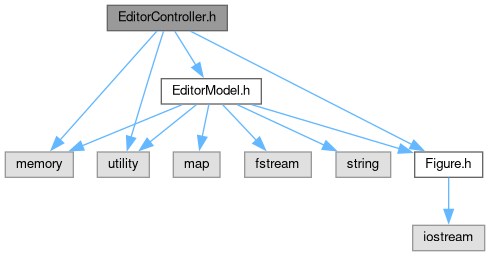 EditorController.h
EditorModel.h
memory
utility
map
fstream
string
Figure.h
iostream